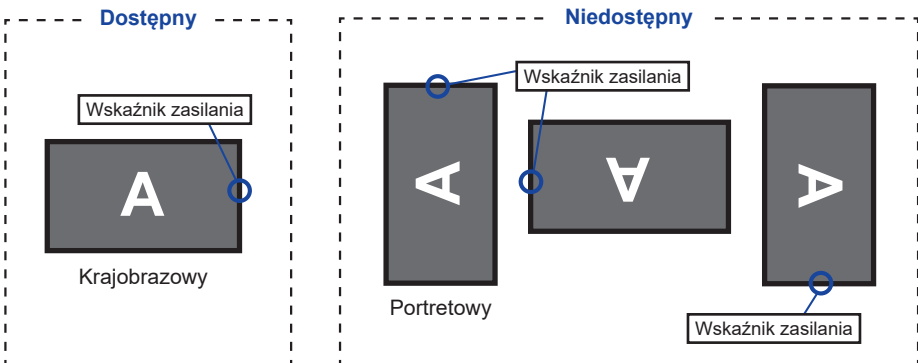 Dostępny
Wskaźnik zasilania
A
Krajobrazowy
Niedostępny
Wskaźnik zasilania
A
A
A
Portretowy
Wskaźnik zasilania